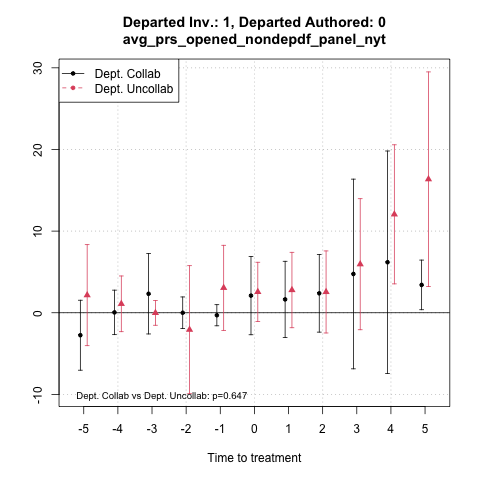 Departed Inv.: 1, Departed Authored: 0
avg_prs_opened_nondepdf_panel_nyt
Dept. Collab
Dept. Uncollab
30
20
10
0
-10
Dept. Collab vs Dept. Uncollab: p=0.647
-5 -4 -3 -2 -1 0 1 2 3 4 5
Time to treatment